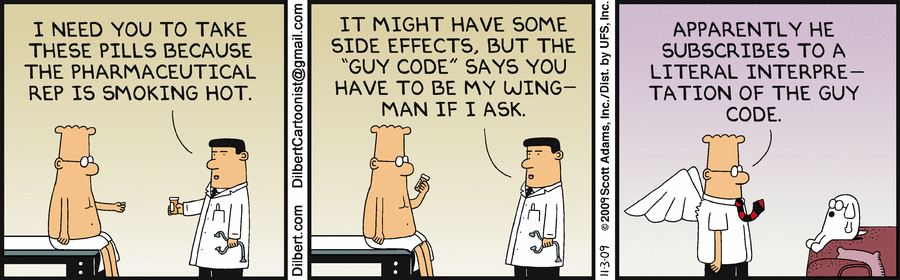 I NEED YOU TO TAKE
THESE PILLS BECAUSE
THE PHARMACEUTICAL
REP IS SMOKING HOT.
Dilbert.com DilbertCartoonist@gmail.com
IT MIGHT HAVE SOME
SIDE EFFECTS, BUT THE
"GUY CODE" SAYS YOU
HAVE TO BE MY WING-
MAN IF I ASK.
11-3-09 ©2009 Scott Adams, Inc./Dist. by UFS, Inc.
APPARENTLY HE
SUBSCRIBES TO A
LITERAL INTERPRE-
TATION OF THE GUY
CODE.